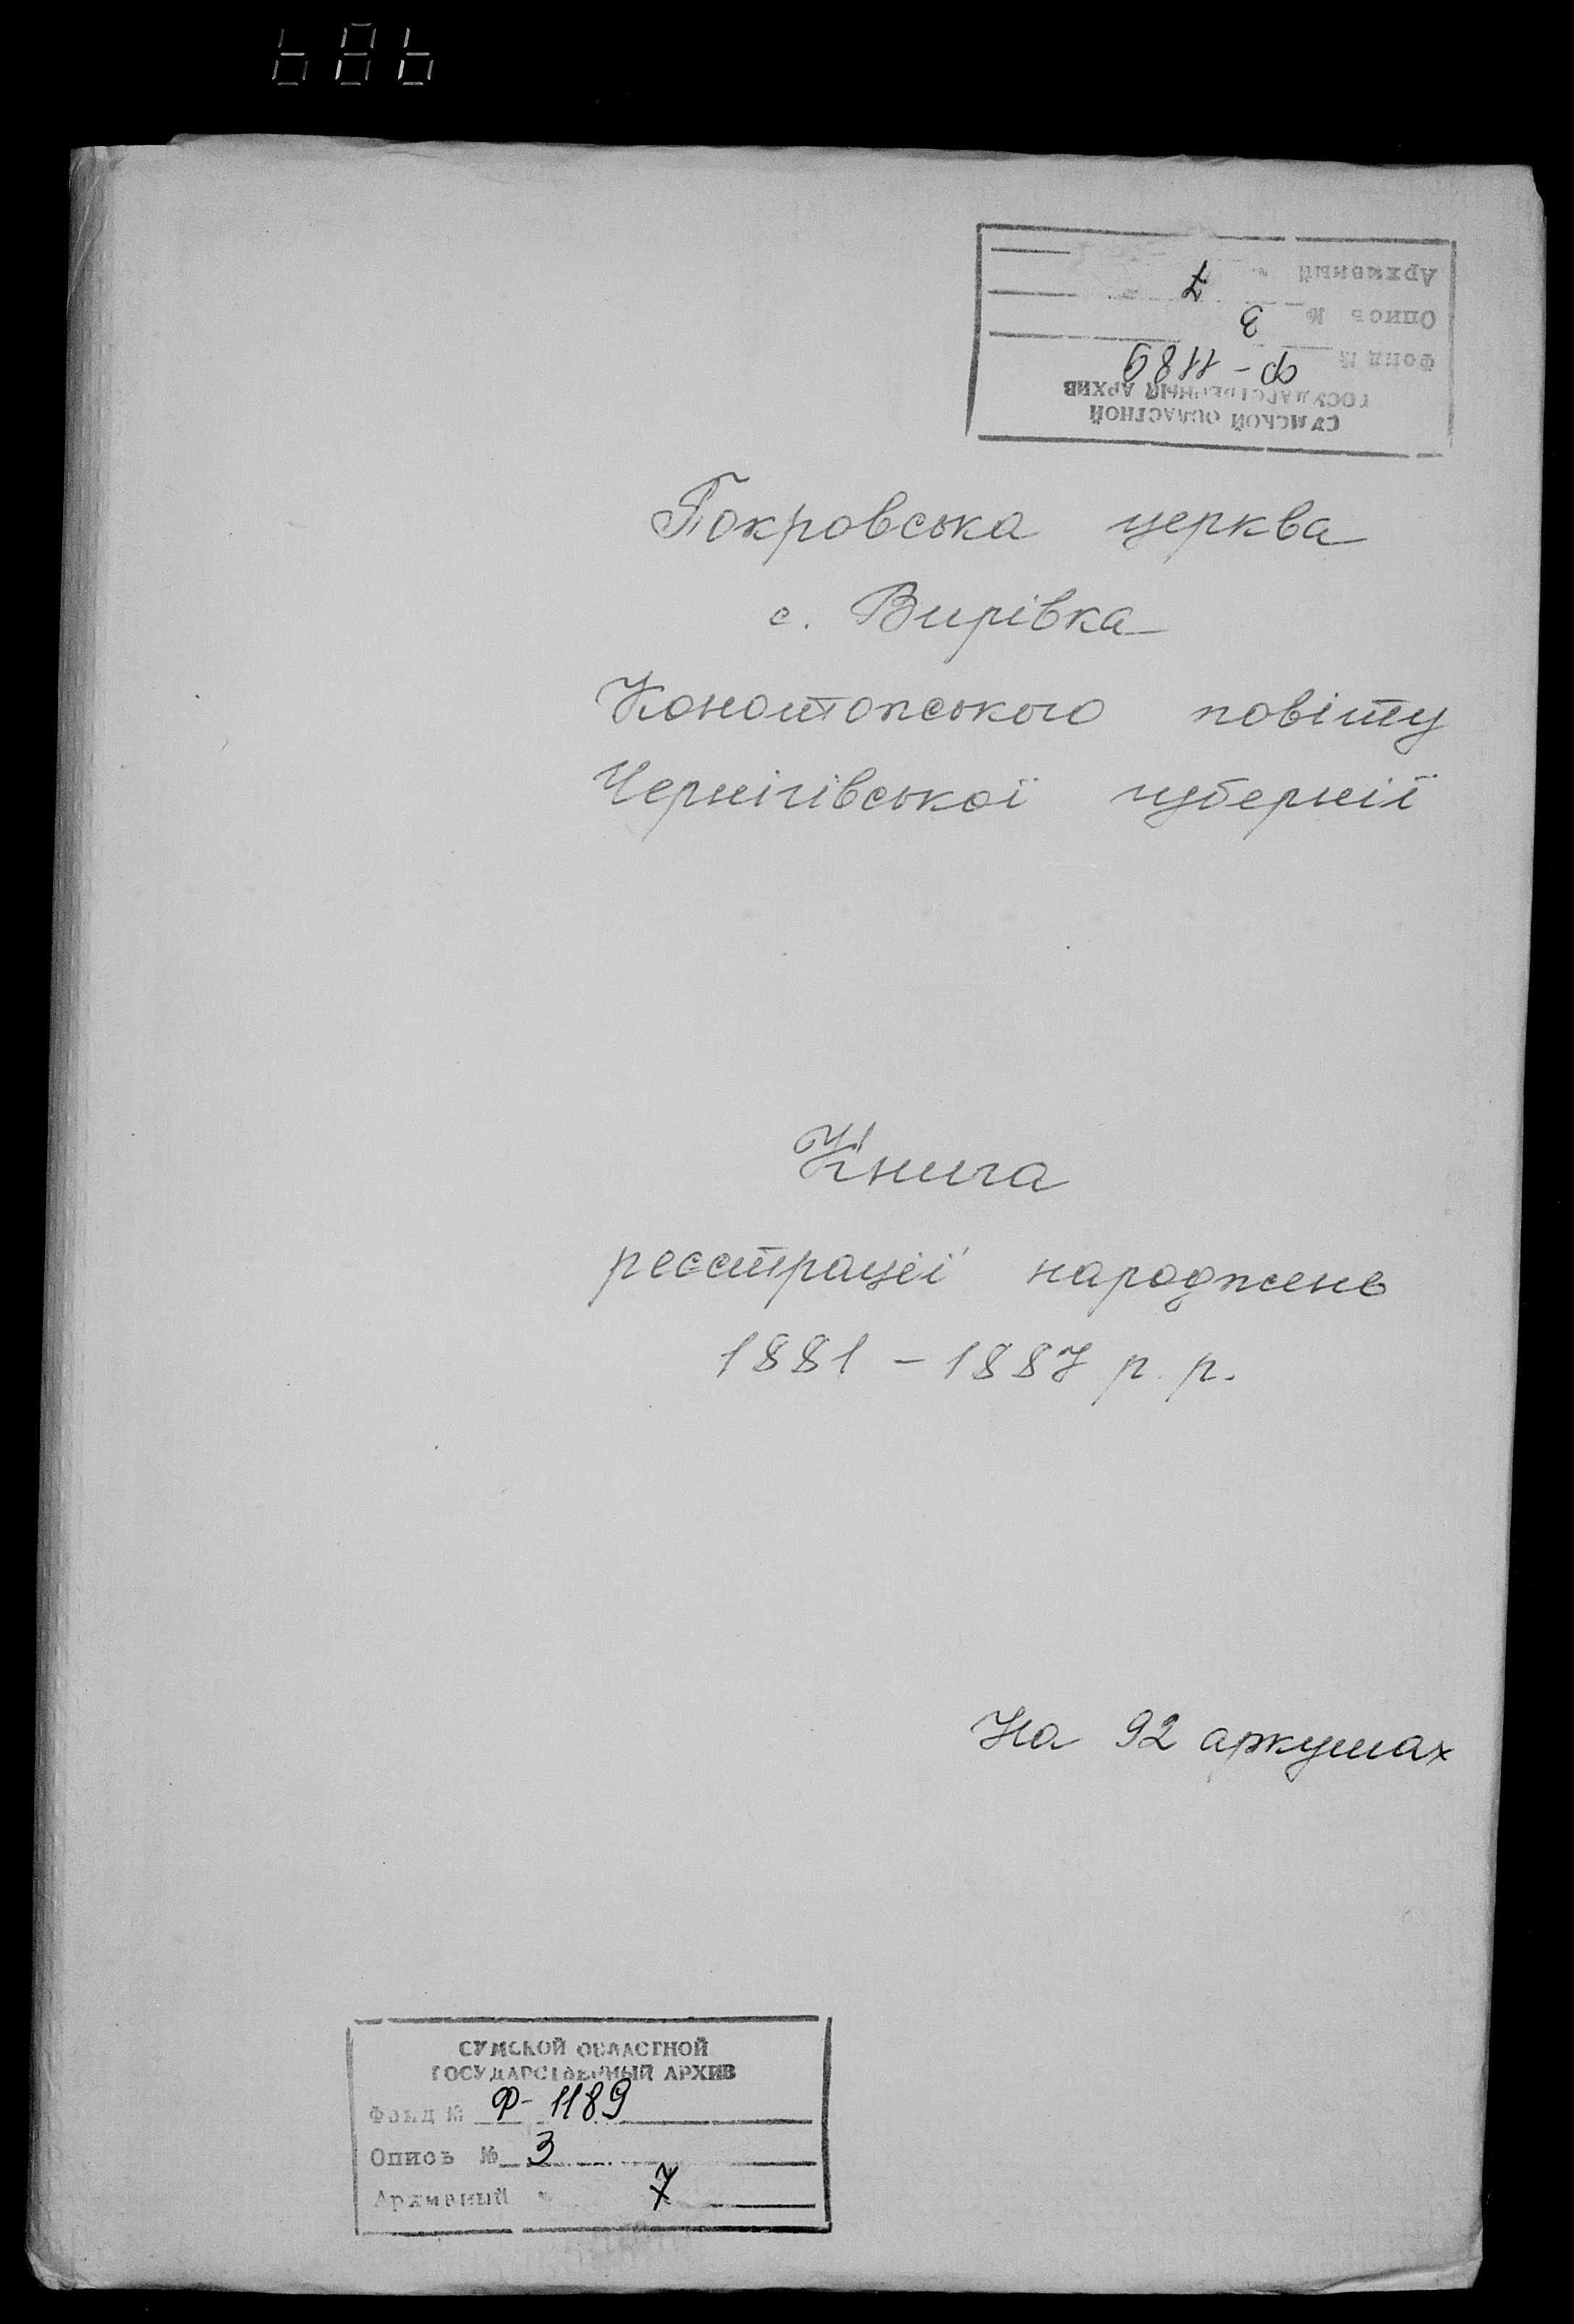 СУМСКОЙ ОБЛАСТНОЙ
ГОСУДАРСТВЕННЫЙ АРХИВ
Фонд № Ф-1189
Опись № 3
Архивный № 7
Покровська церква
с. Вирівка
Конотопського повіту
Чернігівської губернії
Книга
реєстрації народжень
1881 - 1887 р. р.
На 92 аркушах
СУМСКОЙ ОБЛАСТНОЙ
ГОСУДАРСТВЕННЫЙ АРХИВ
Фонд № Ф-1189
Опись № 3
Архивный № 7